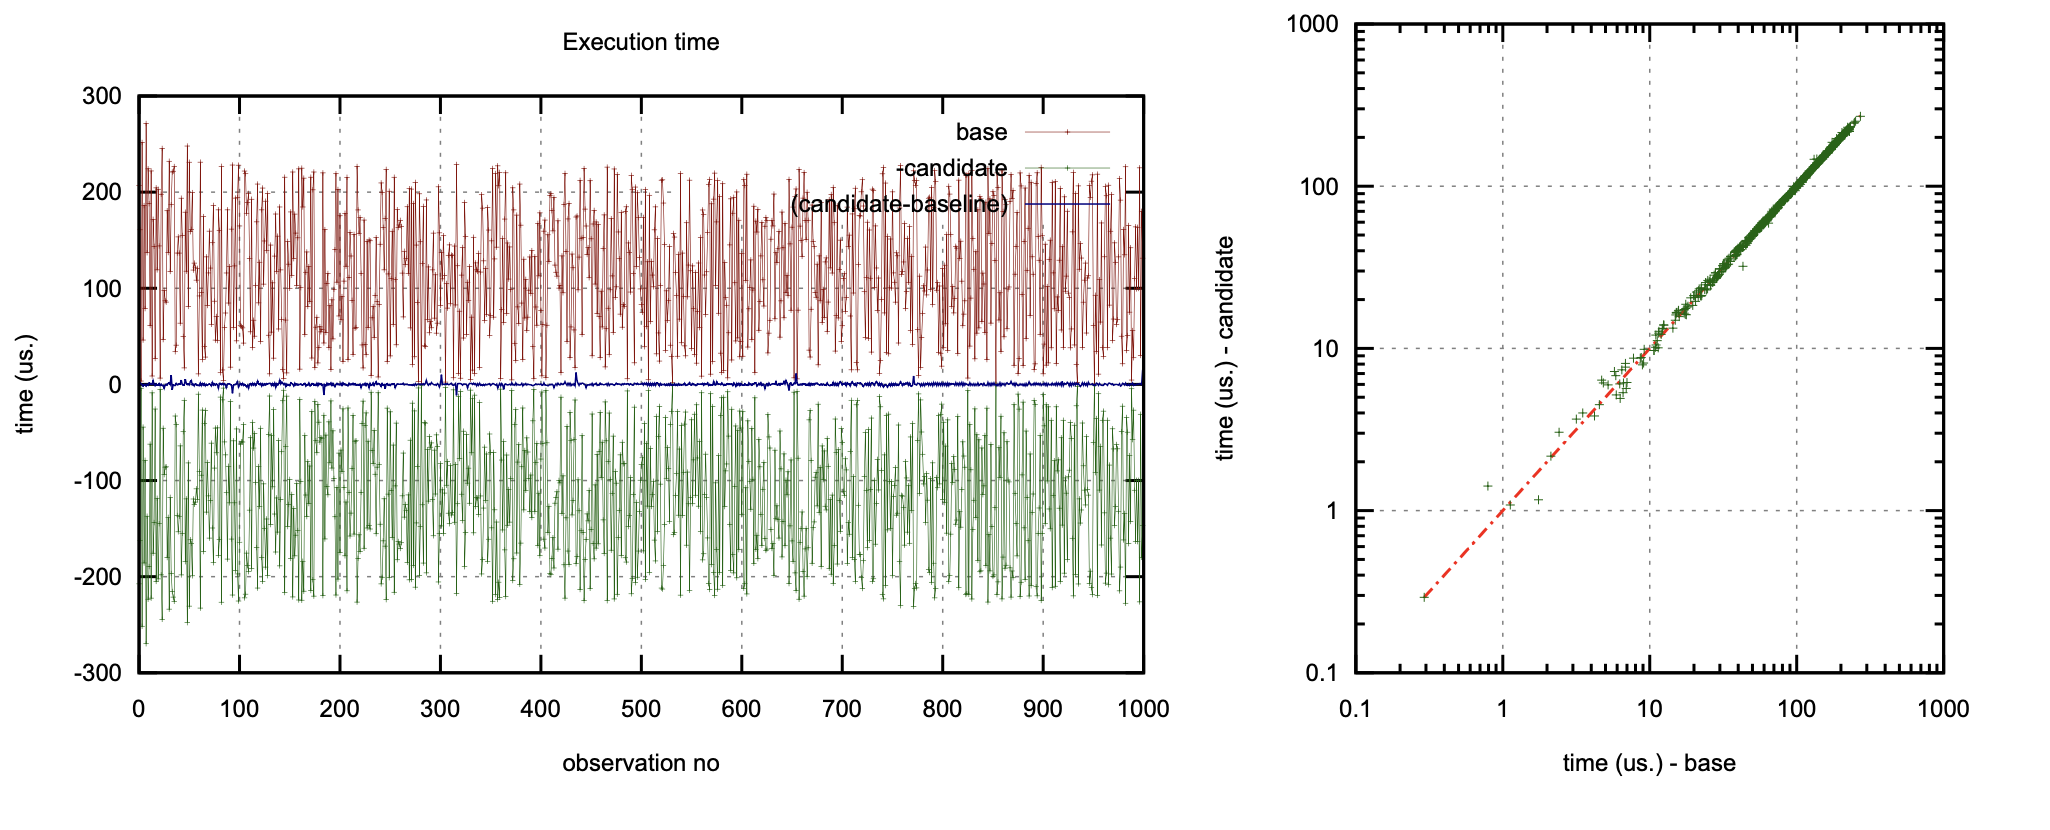 Execution time
300
200
100
0
-100
-200
-300
time (us.)
base
-candidate
(candidate-baseline)
0 100 200 300 400 500 600 700 800 900 1000
observation no
1000
100
10
1
0.1
time (us.) - candidate
0.1 1 10 100 1000
time (us.) - base